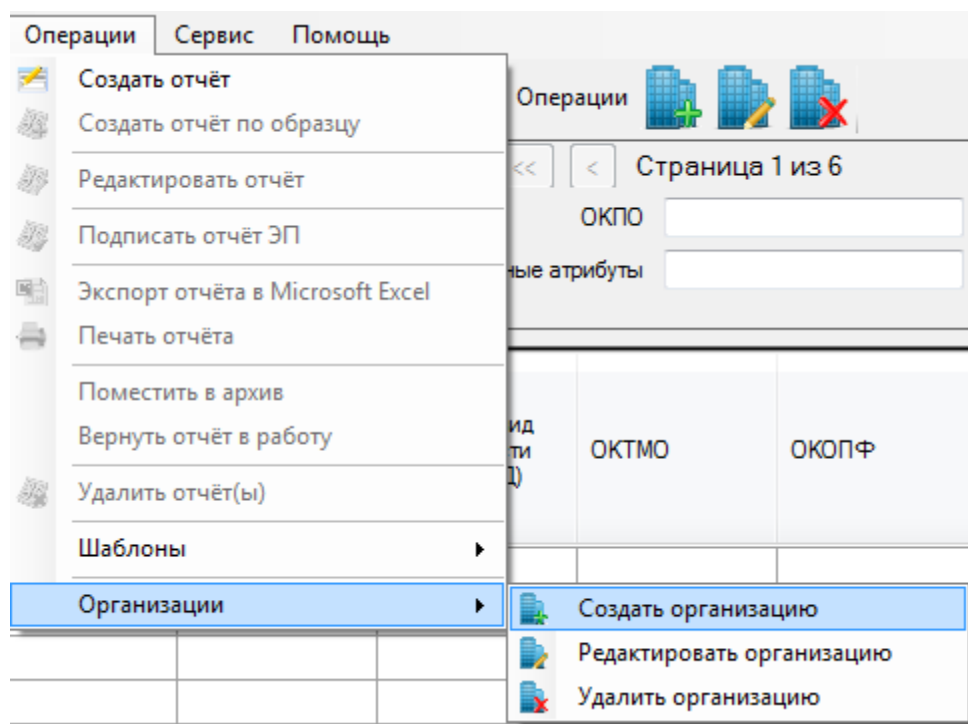 Операции Сервис Помощь
Создать отчёт
Создать отчёт по образцу
Редактировать отчёт
Подписать отчёт ЭП
Экспорт отчёта в Microsoft Excel
Печать отчёта
Поместить в архив
Вернуть отчёт в работу
Удалить отчёт(ы)
Шаблоны
Организации
Операции
<< < Страница 1 из 6
ОКПО
ные атрибуты
ид
ти
Д)
ОКТМО
ОКОПФ
Создать организацию
Редактировать организацию
Удалить организацию